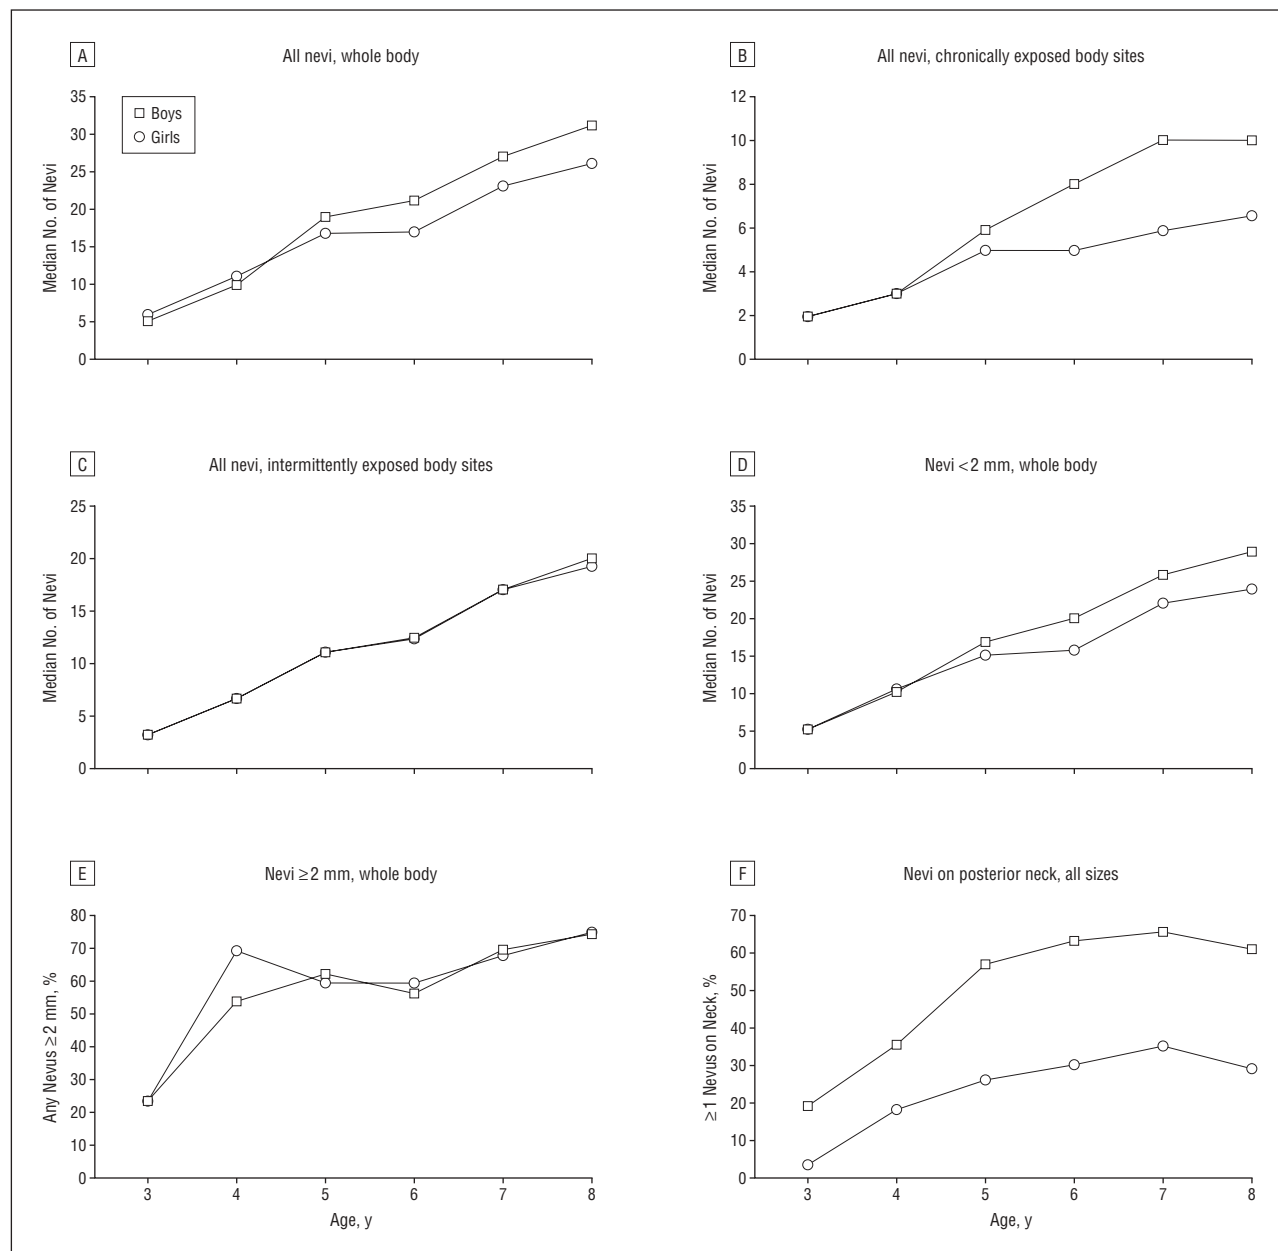 A
All nevi, whole body
Median No. of Nevi
35
30
25
20
15
10
5
0
Boys
Girls
B
All nevi, chronically exposed body sites
Median No. of Nevi
12
10
8
6
4
2
0
C
All nevi, intermittently exposed body sites
Median No. of Nevi
25
20
15
10
5
0
D
Nevi <2 mm, whole body
Median No. of Nevi
35
30
25
20
15
10
5
0
E
Nevi ≥2 mm, whole body
Any Nevus ≥2 mm, %
80
70
60
50
40
30
20
10
0
3 4 5 6 7 8
Age, y
F
Nevi on posterior neck, all sizes
≥1 Nevus on Neck, %
70
60
50
40
30
20
10
0
3 4 5 6 7 8
Age, y